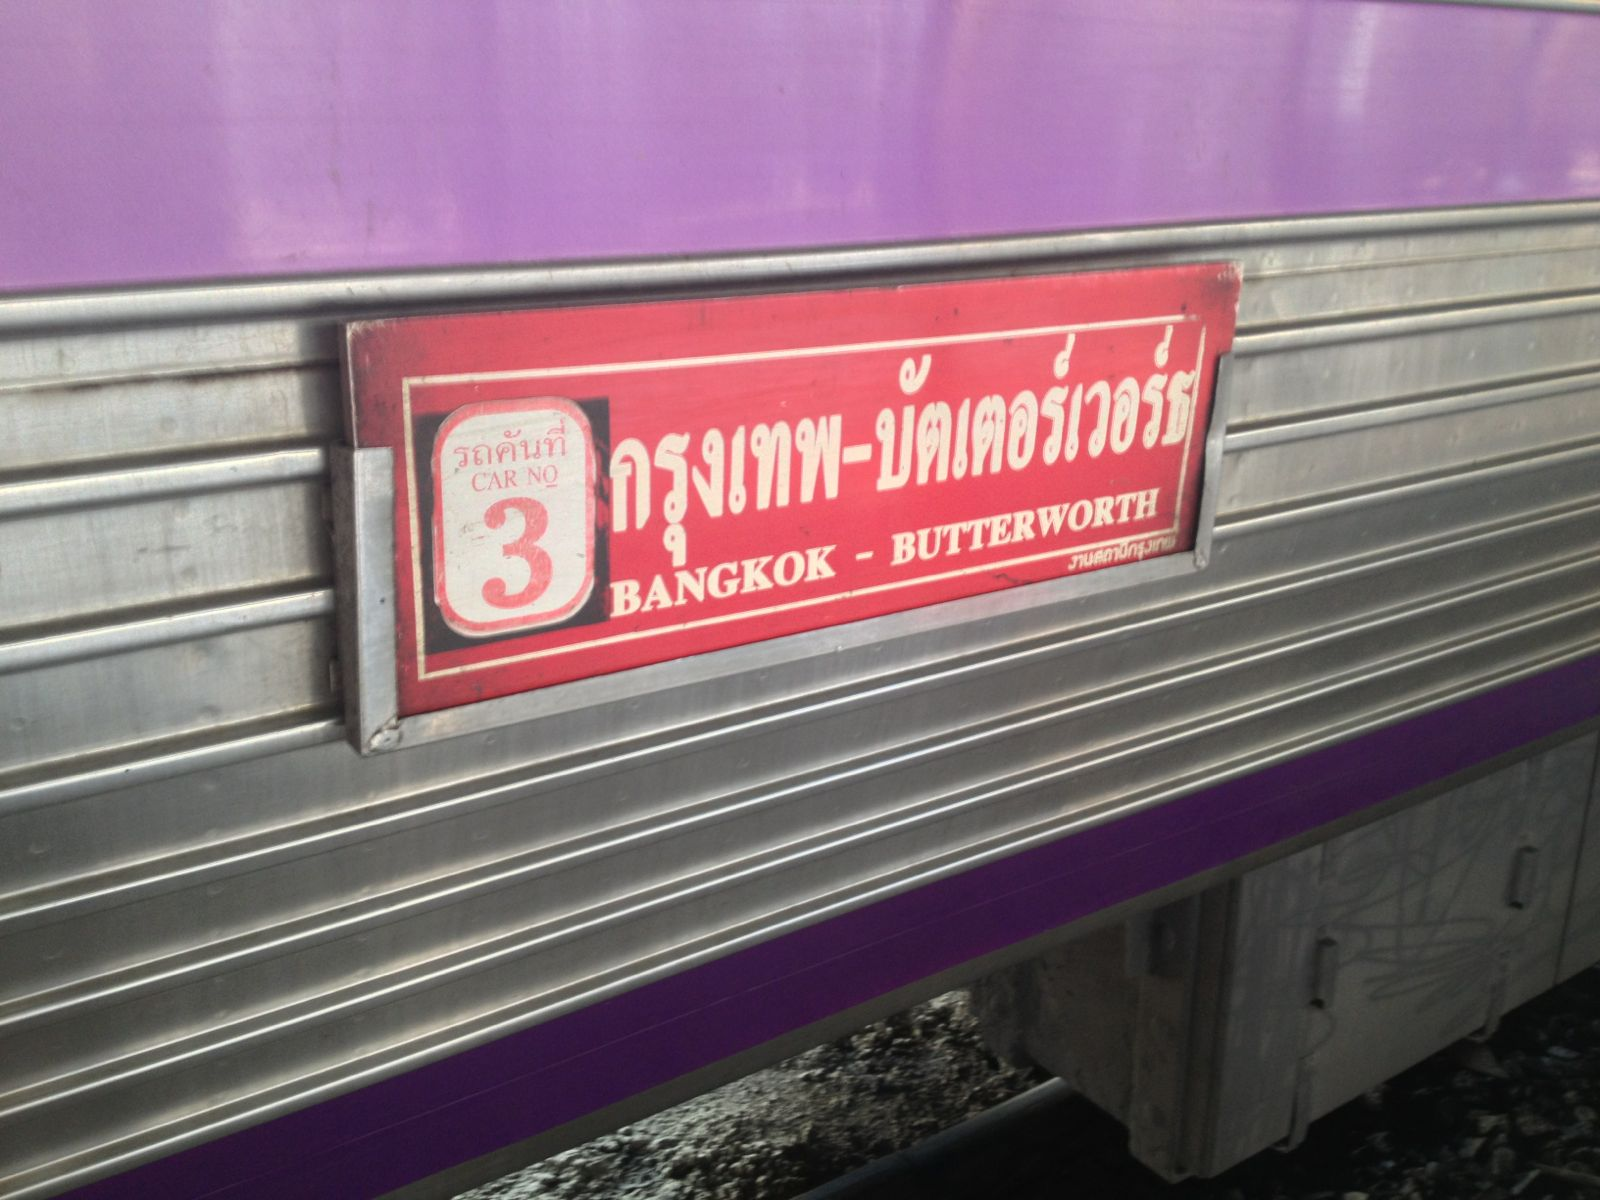 รถคันที่
CAR NO
3
กรุงเทพ-บัตเตอร์เวอร์ธ
BANGKOK - BUTTERWORTH
งานสถานีกรุงเทพ